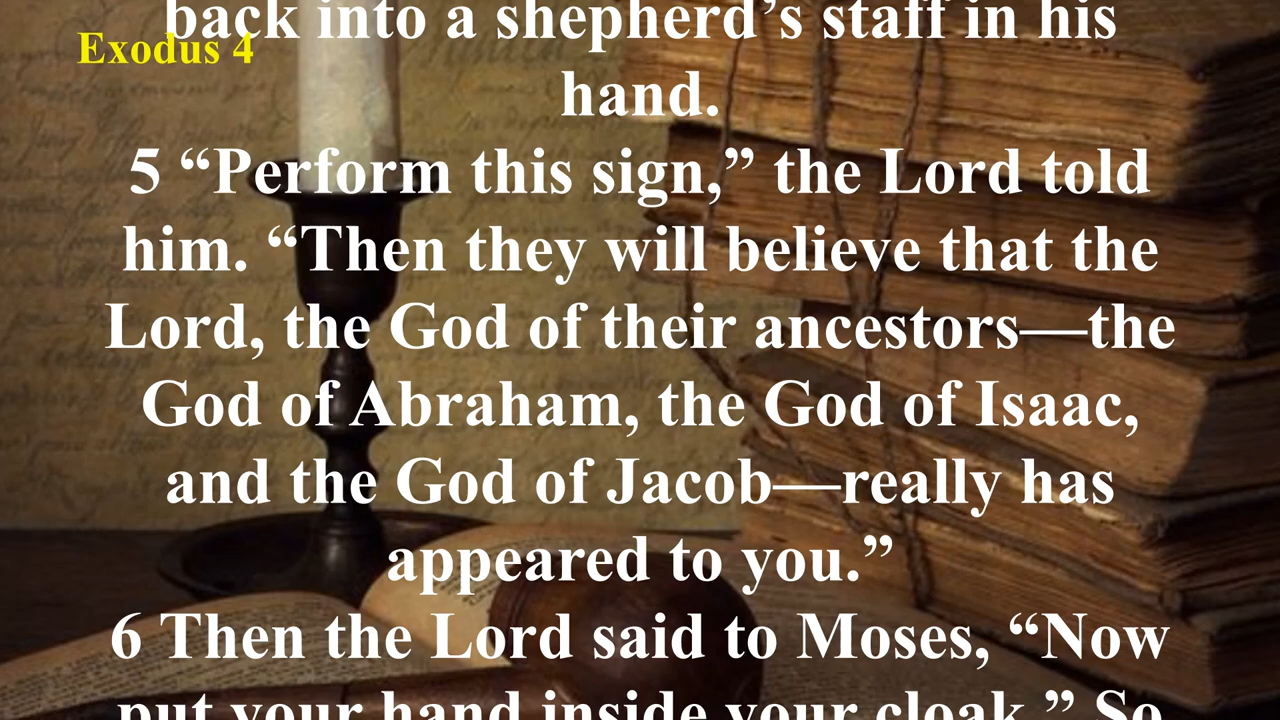 back into a shepherd’s staff in his
Exodus 4
hand.
5 “Perform this sign,” the Lord told
him. “Then they will believe that the
Lord, the God of their ancestors—the
God of Abraham, the God of Isaac,
and the God of Jacob—really has
appeared to you.”
6 Then the Lord said to Moses, “Now
put your hand inside your cloak.” So